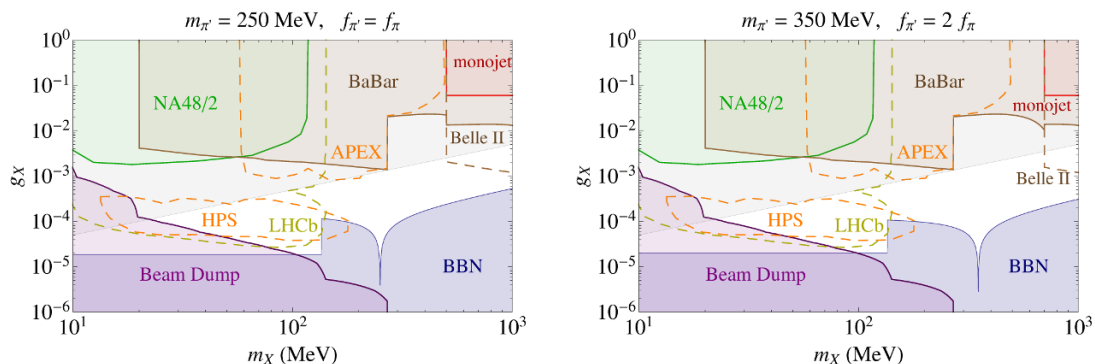 m_π′ = 250 MeV, f_π′ = f_π
10^0
10^-1
10^-2
10^-3
10^-4
10^-5
10^-6
g_X
NA48/2
BaBar
monojet
Belle II
APEX
HPS
LHCb
Beam Dump
BBN
10^1
10^2
10^3
m_X (MeV)
m_π′ = 350 MeV, f_π′ = 2 f_π
10^0
10^-1
10^-2
10^-3
10^-4
10^-5
10^-6
g_X
NA48/2
BaBar
monojet
APEX
Belle II
HPS
LHCb
Beam Dump
BBN
10^1
10^2
10^3
m_X (MeV)